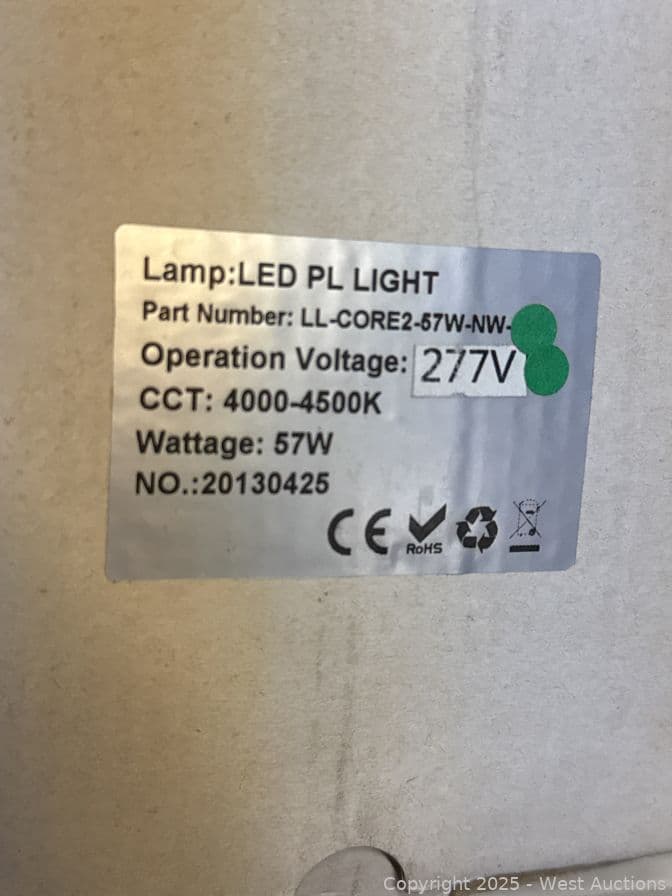 Lamp:LED PL LIGHT
Part Number: LL-CORE2-57W-NW-
Operation Voltage: 277V
CCT: 4000-4500K
Wattage: 57W
NO.:20130425
CE RoHS
Copyright 2025 - West Auctions